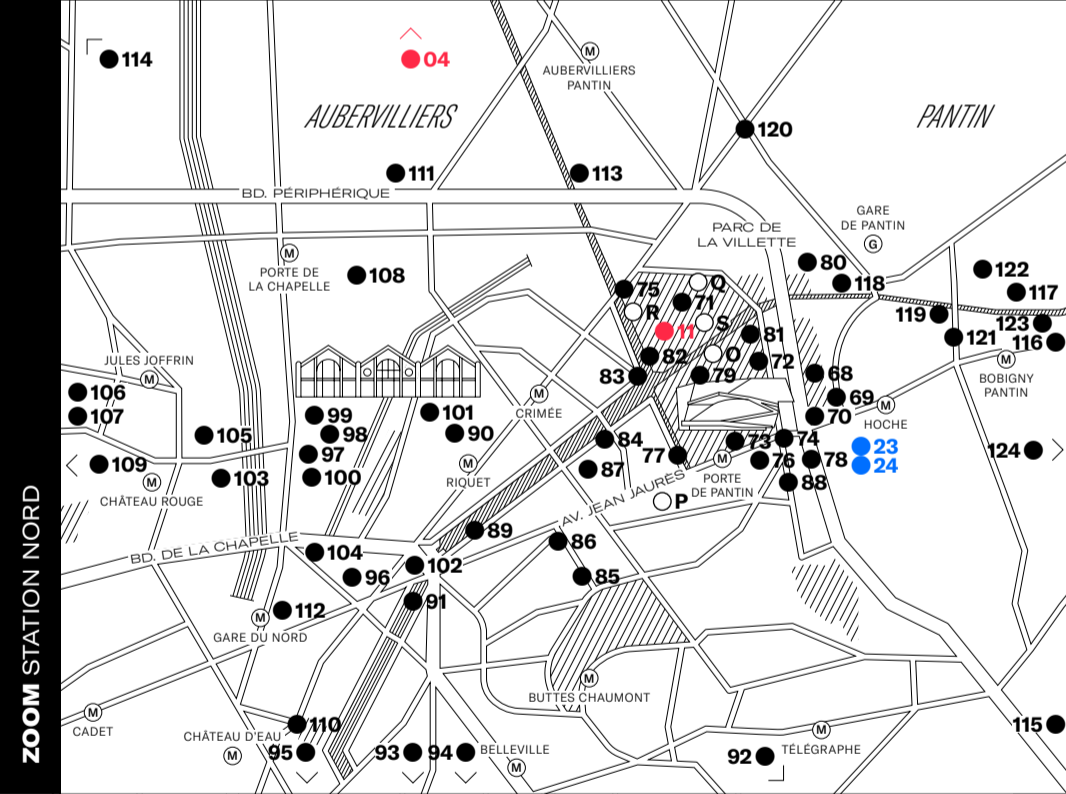 ZOOM STATION NORD
114
04
M
AUBERVILLIERS
PANTIN
AUBERVILLIERS
PANTIN
120
111
113
BD. PÉRIPHÉRIQUE
GARE
DE PANTIN
G
PARC DE
LA VILLETTE
M
PORTE DE
LA CHAPELLE
108
80
118
122
117
75
Q
71
R
S
11
119
123
116
121
81
82
O
72
M
BOBIGNY
PANTIN
JULES JOFFRIN
M
83
79
68
106
107
99
98
101
90
M
CRIMÉE
69
70
M
HOCHE
105
97
84
77
73
74
23
24
124
109
M
CHÂTEAU ROUGE
103
100
M
RIQUET
87
M
PORTE
DE PANTIN
76
78
88
AV. JEAN JAURÈS
P
89
86
BD. DE LA CHAPELLE
104
96
102
85
91
112
M
GARE DU NORD
M
BUTTES CHAUMONT
M
CADET
110
115
CHÂTEAU D'EAU
M
95
93
94
BELLEVILLE
M
92
M
TÉLÉGRAPHE